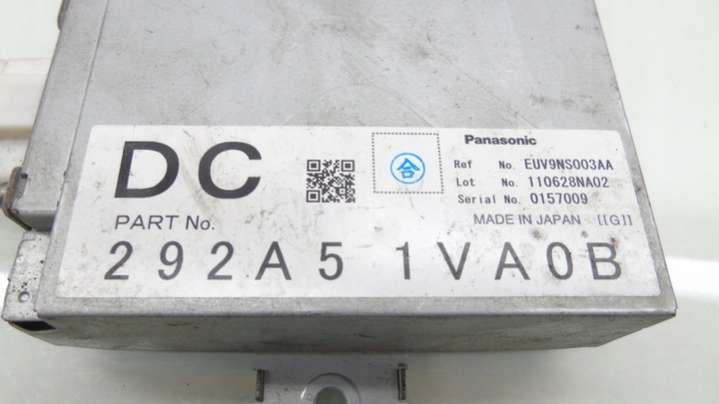 DC
合
Panasonic
Ref No. EUV9NS003AA
Lot No. 110628NA02
Serial No. 0157009
MADE IN JAPAN [[G]]
PART No.
292A5 1VA0B